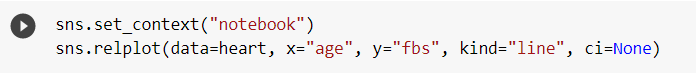 sns.set_context("notebook")
sns.relplot(data=heart, x="age", y="fbs", kind="line", ci=None)